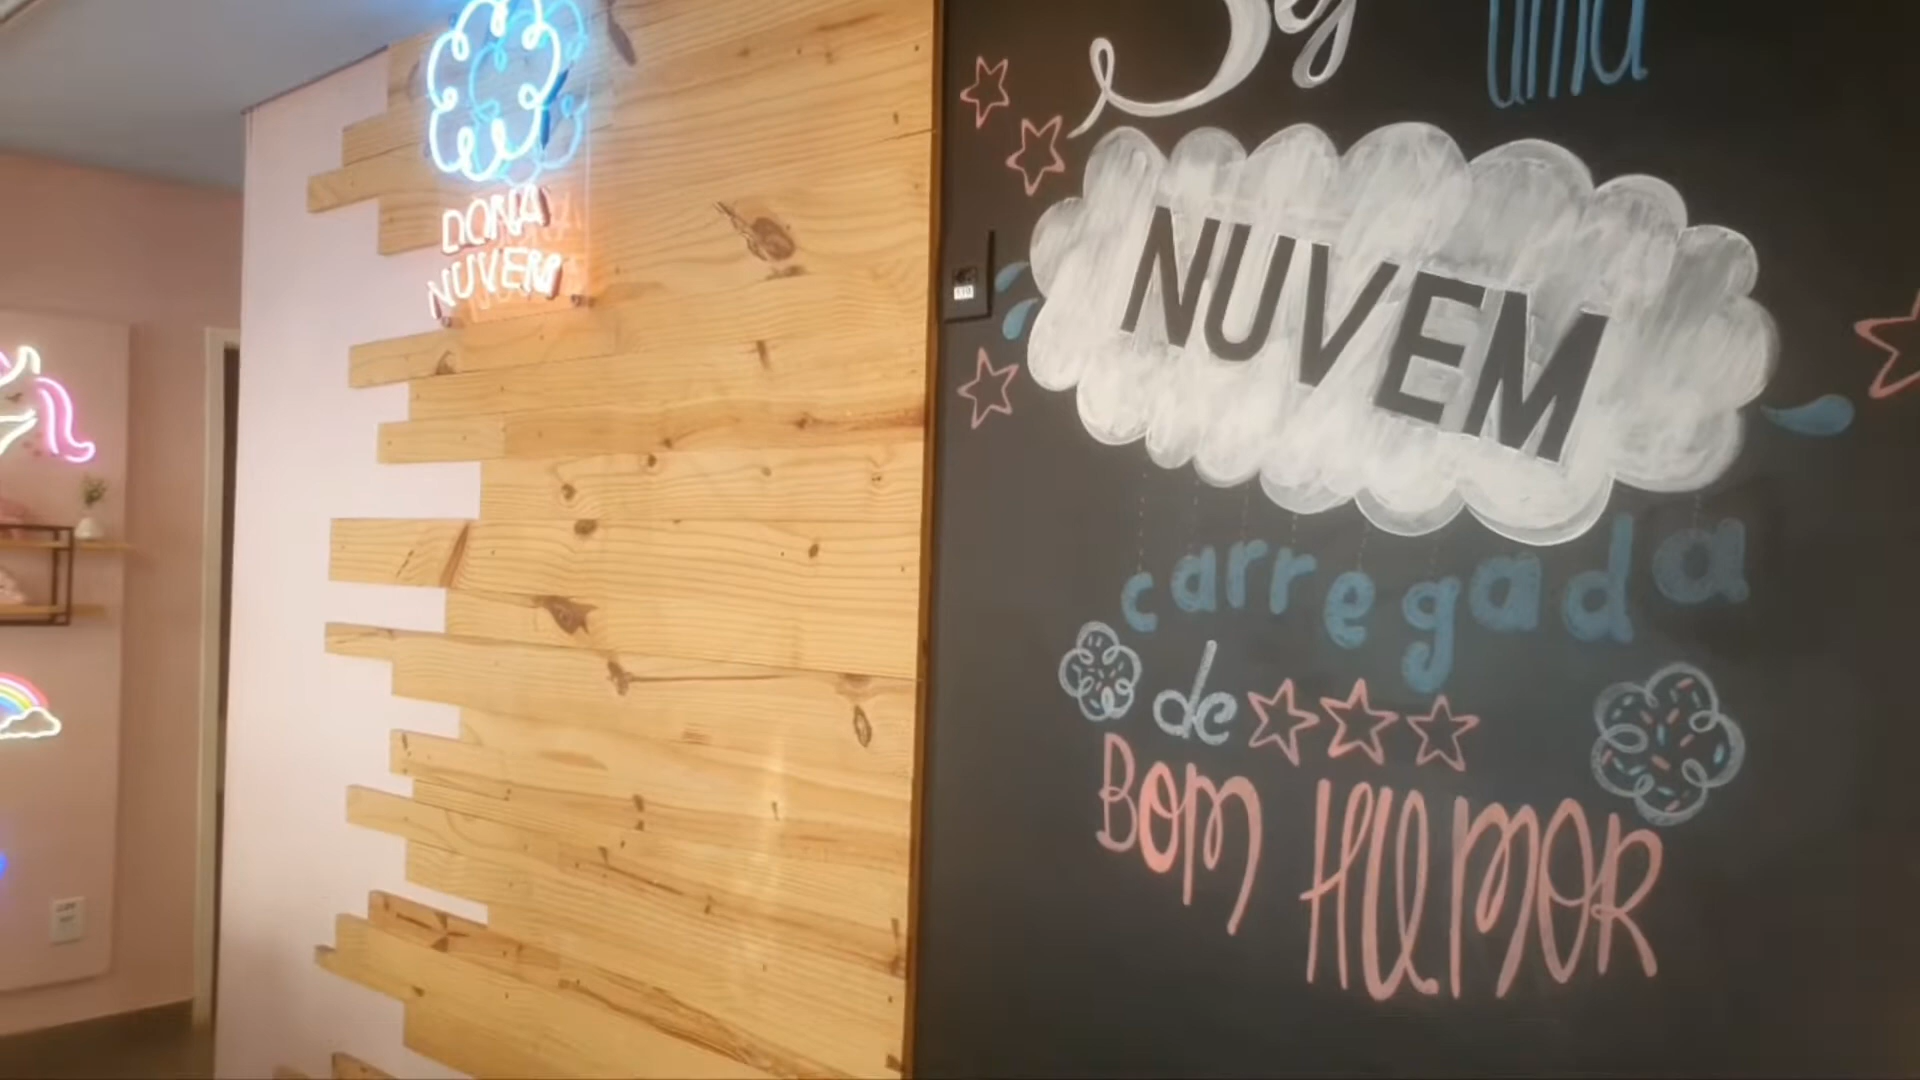 DONA
NUVEM
uma
NUVEM
carregada
de
BOM HUMOR